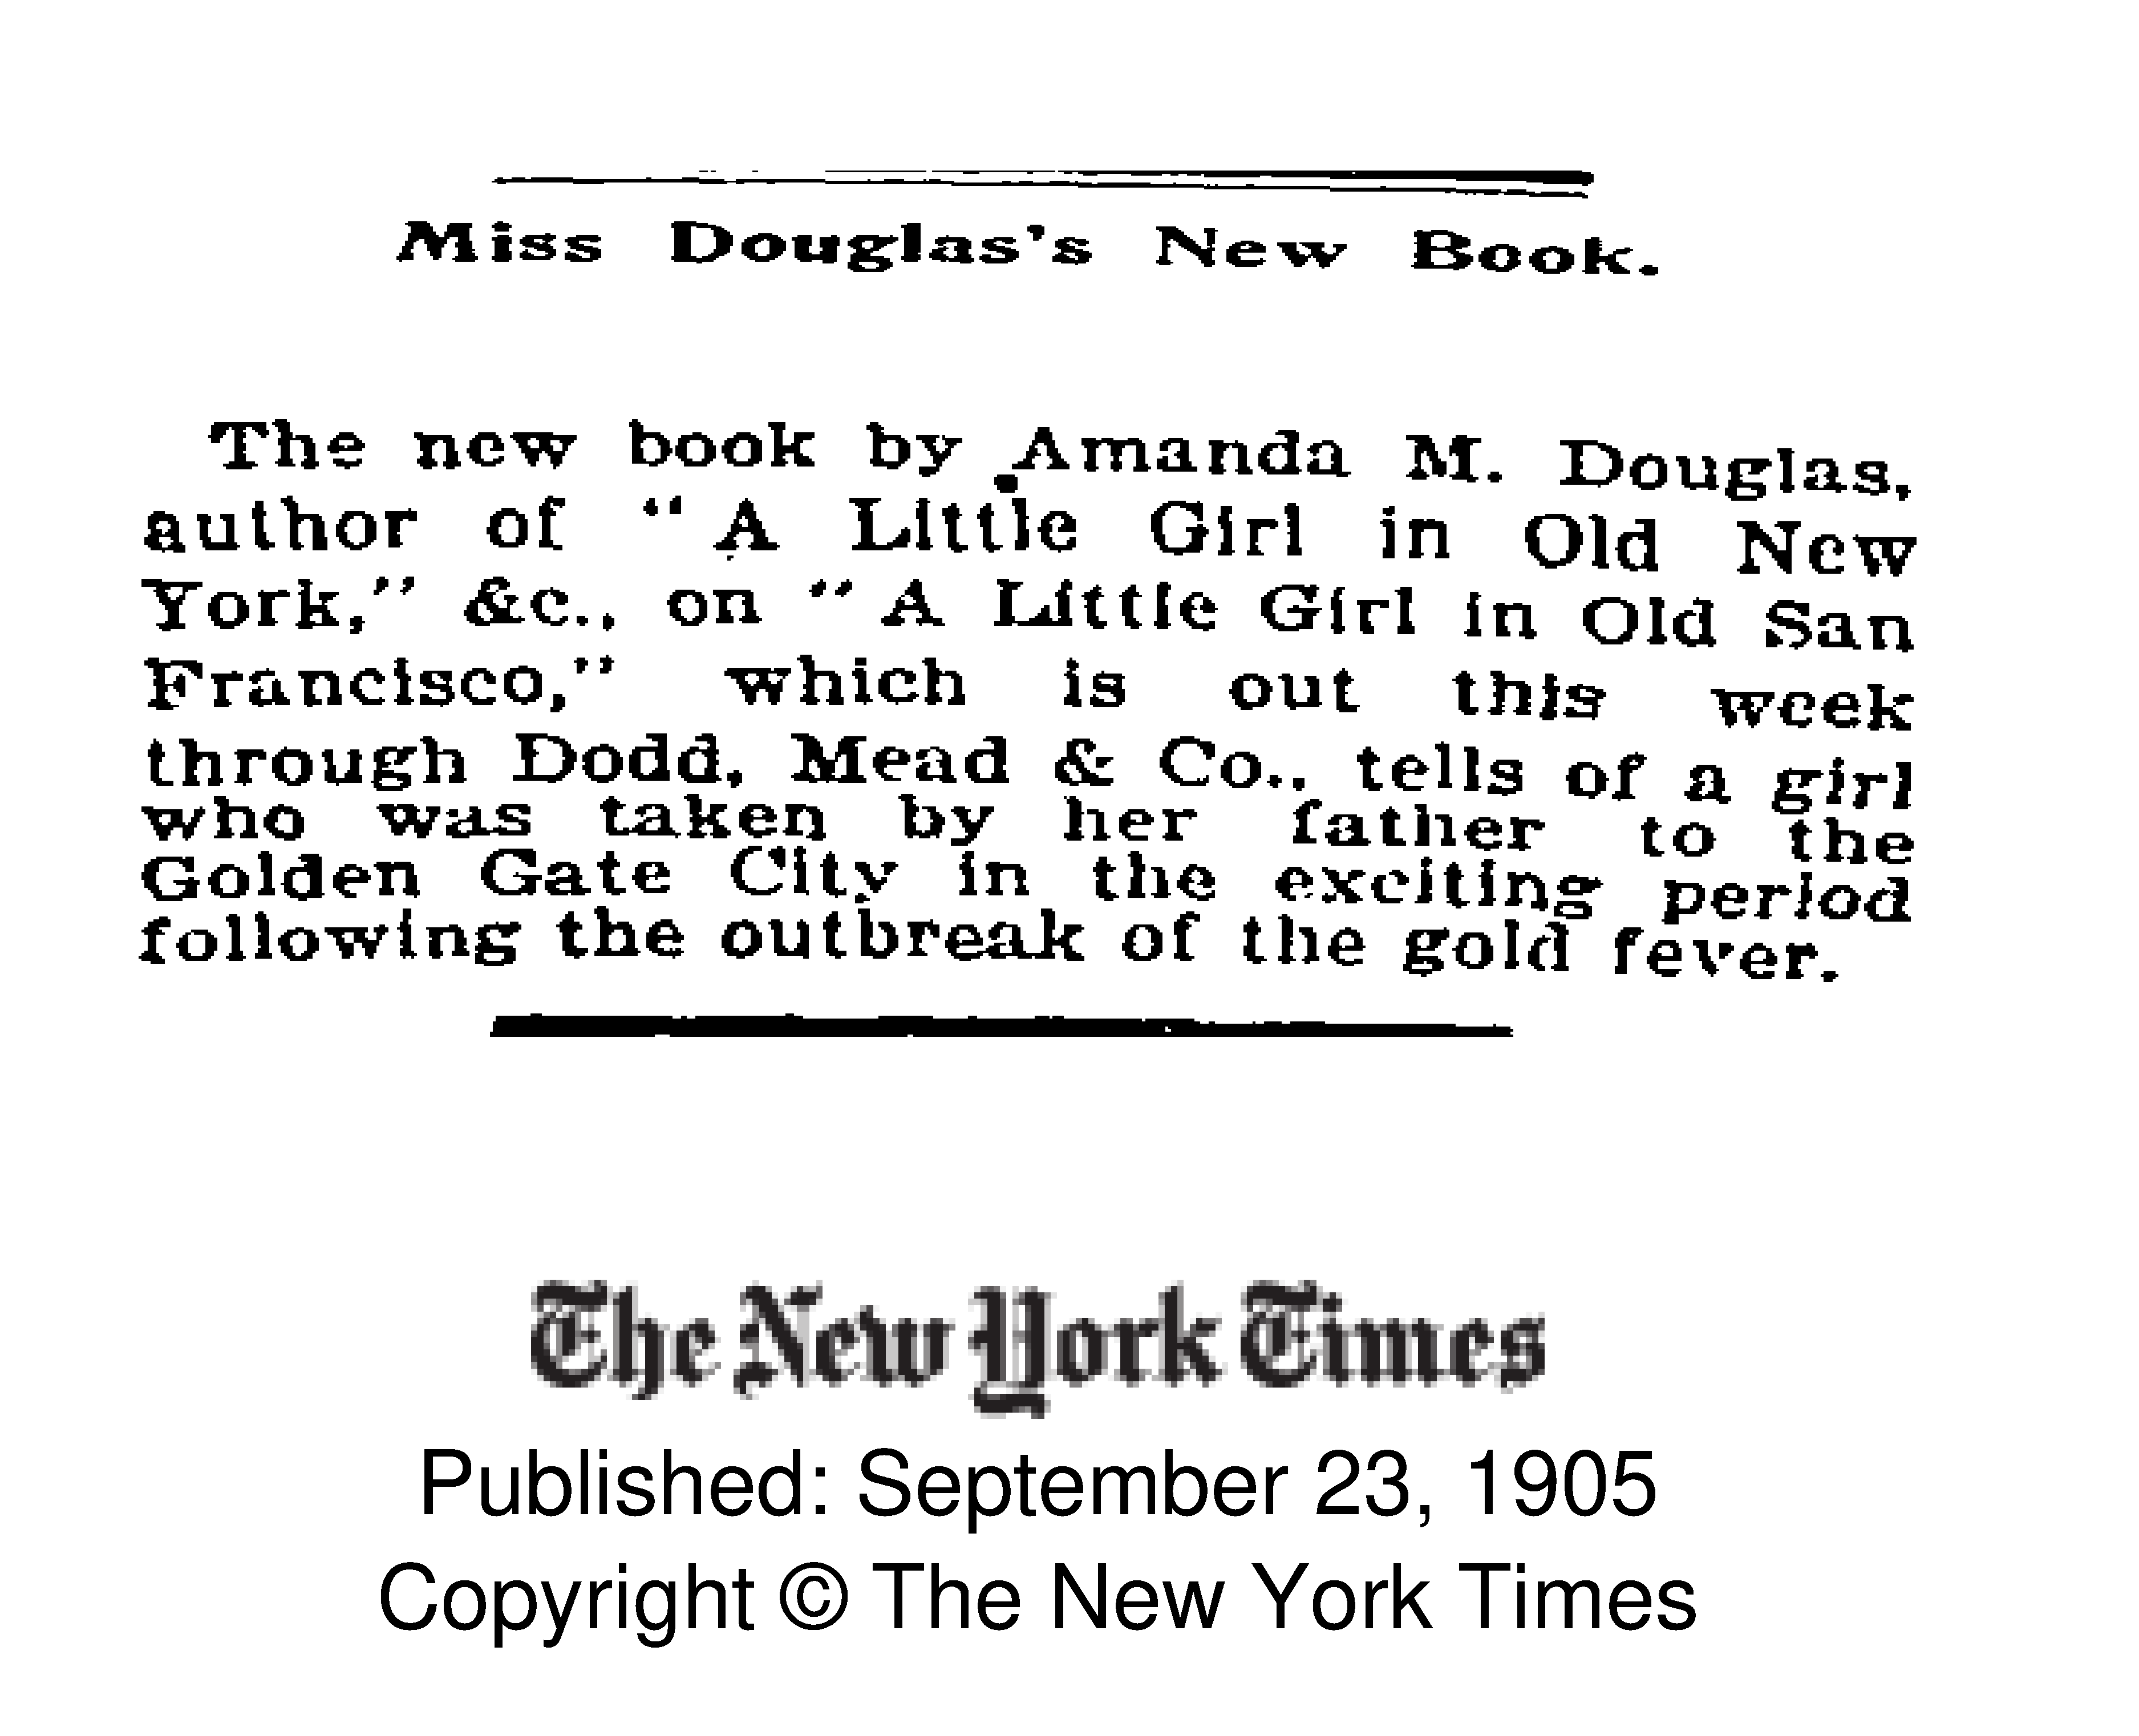 Miss Douglas's New Book.
The new book by Amanda M. Douglas,
author of "A Little Girl in Old New
York," &c., on "A Little Girl in Old San
Francisco," which is out this week
through Dodd, Mead & Co., tells of a girl
who was taken by her father to the
Golden Gate City in the exciting period
following the outbreak of the gold fever.
The New York Times
Published: September 23, 1905
Copyright © The New York Times